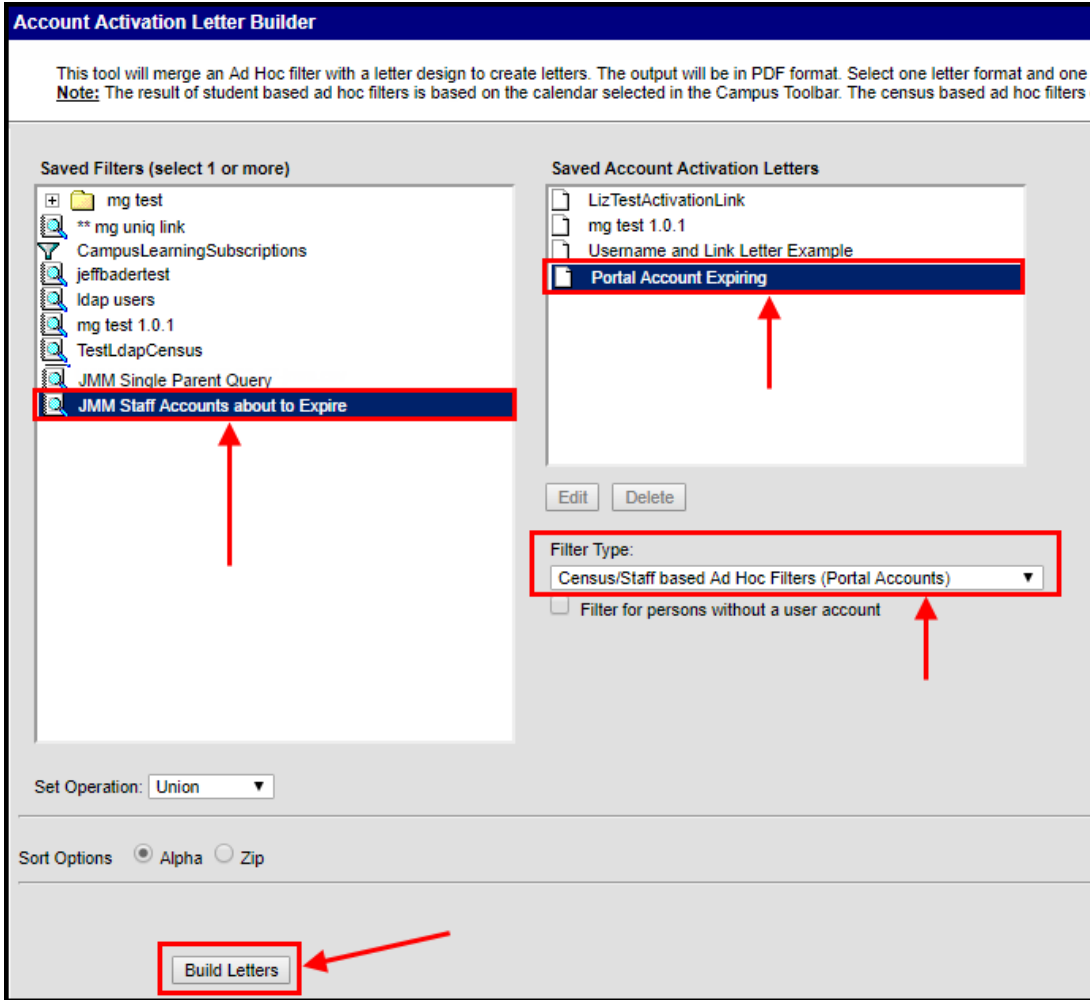 Account Activation Letter Builder
This tool will merge an Ad Hoc filter with a letter design to create letters. The output will be in PDF format. Select one letter format and one
Note: The result of student based ad hoc filters is based on the calendar selected in the Campus Toolbar. The census based ad hoc filters
Saved Filters (select 1 or more)
mg test
** mg uniq link
CampusLearningSubscriptions
jeffbadertest
ldap users
mg test 1.0.1
TestLdapCensus
JMM Single Parent Query
JMM Staff Accounts about to Expire
Saved Account Activation Letters
LizTestActivationLink
mg test 1.0.1
Username and Link Letter Example
Portal Account Expiring
Edit Delete
Filter Type:
Census/Staff based Ad Hoc Filters (Portal Accounts)
Filter for persons without a user account
Set Operation: Union
Sort Options Alpha Zip
Build Letters